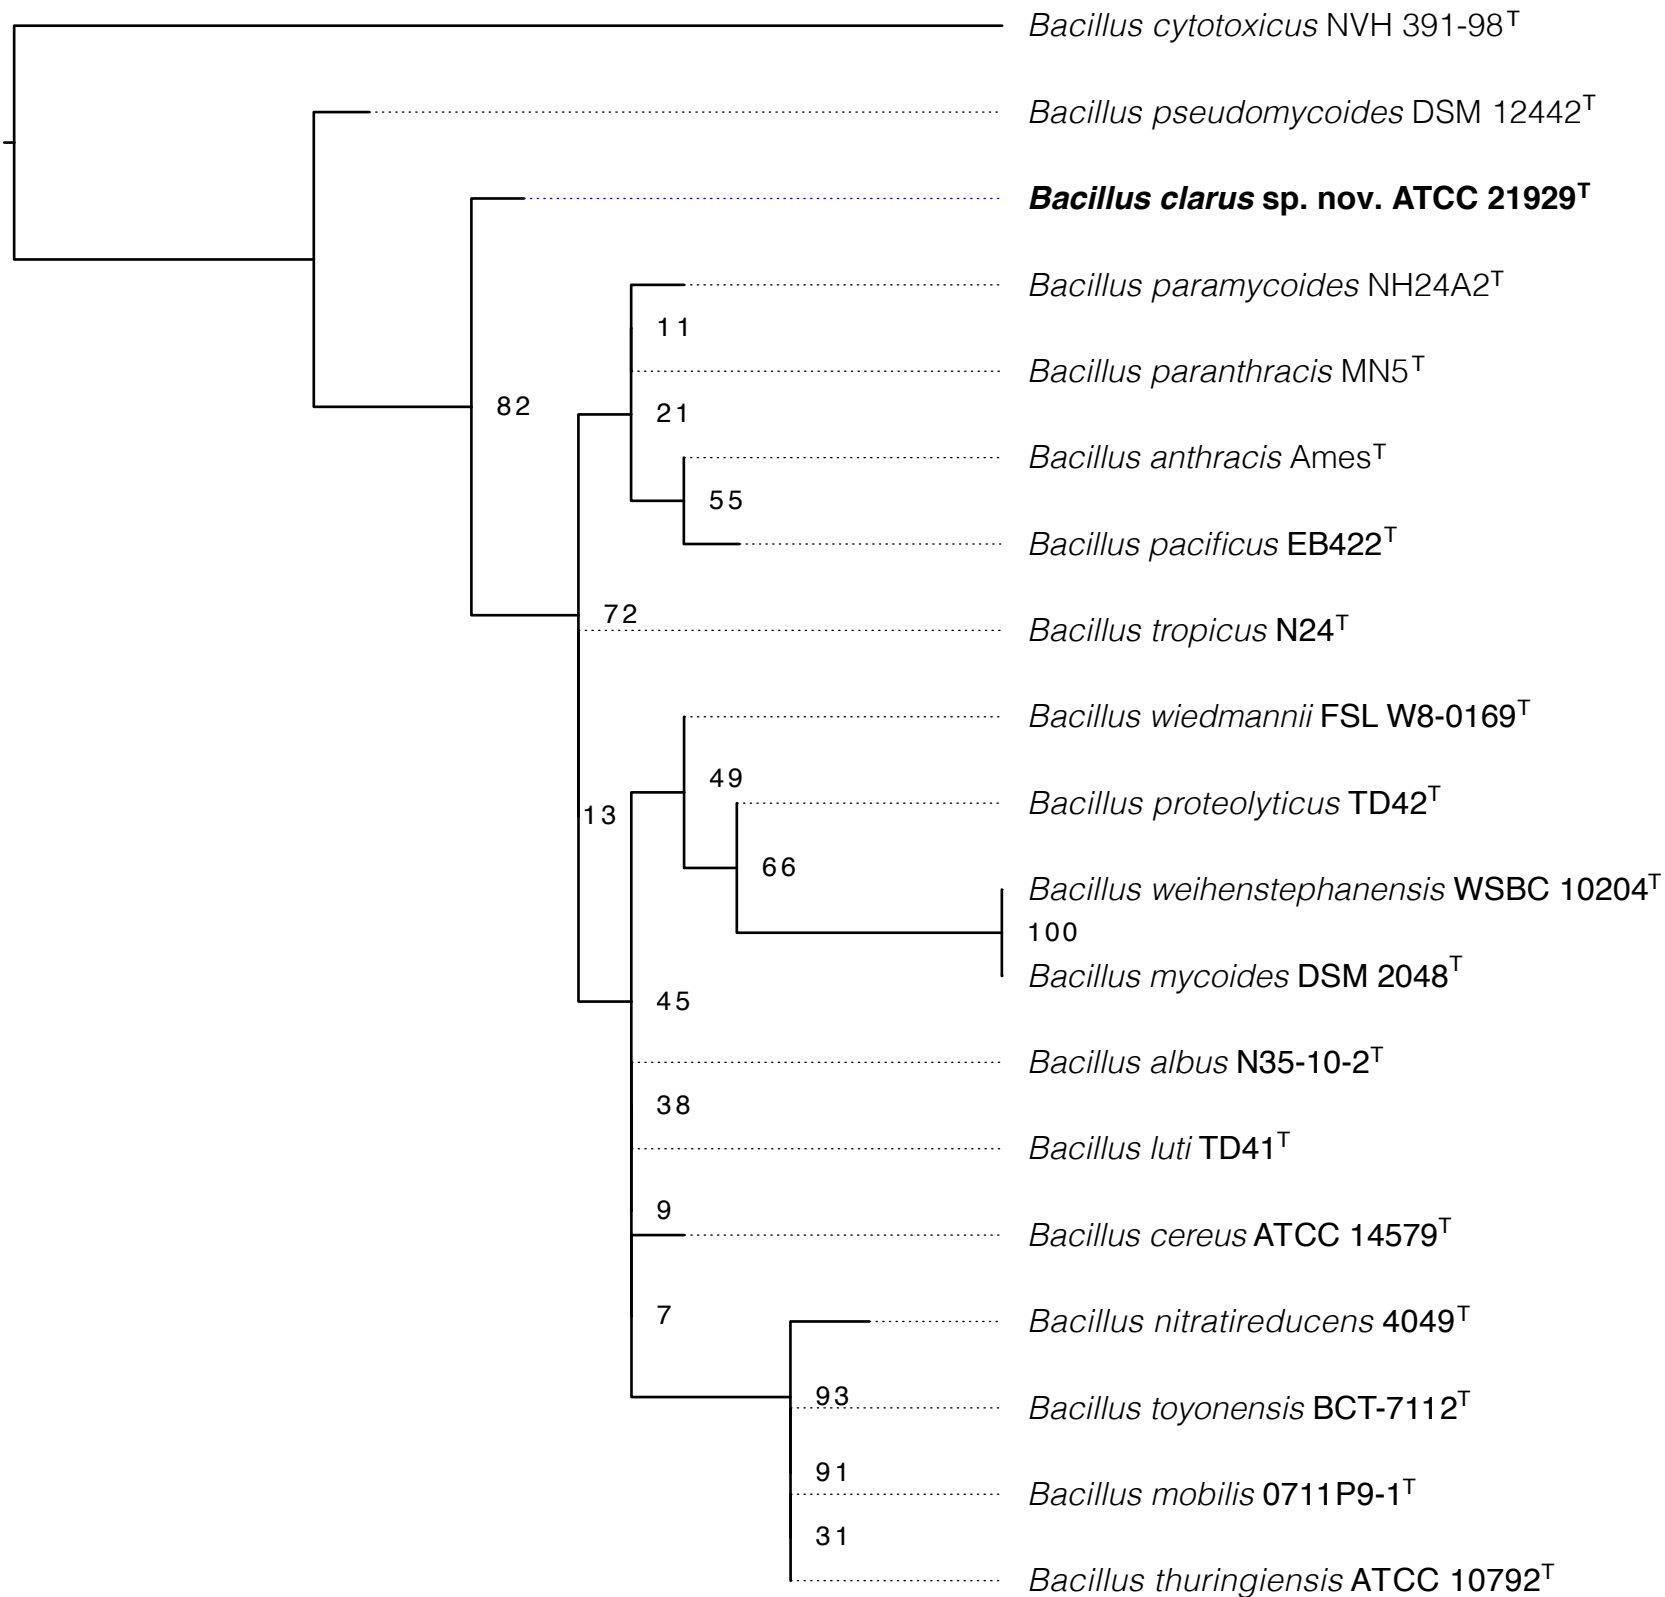 Bacillus cytotoxicus NVH 391-98ᵀ
Bacillus pseudomycoides DSM 12442ᵀ
Bacillus clarus sp. nov. ATCC 21929ᵀ
Bacillus paramycoides NH24A2ᵀ
11
Bacillus paranthracis MN5ᵀ
82
21
Bacillus anthracis Amesᵀ
55
Bacillus pacificus EB422ᵀ
72
Bacillus tropicus N24ᵀ
Bacillus wiedmannii FSL W8-0169ᵀ
49
Bacillus proteolyticus TD42ᵀ
13
66
Bacillus weihenstephanensis WSBC 10204ᵀ
100
Bacillus mycoides DSM 2048ᵀ
45
Bacillus albus N35-10-2ᵀ
38
Bacillus luti TD41ᵀ
9
Bacillus cereus ATCC 14579ᵀ
7
Bacillus nitratireducens 4049ᵀ
93
Bacillus toyonensis BCT-7112ᵀ
91
Bacillus mobilis 0711P9-1ᵀ
31
Bacillus thuringiensis ATCC 10792ᵀ